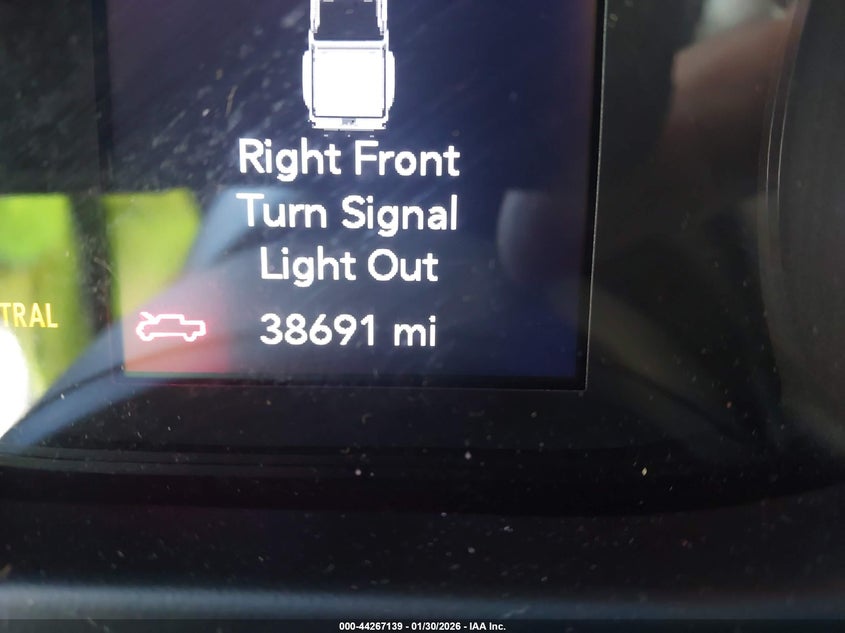 Right Front
Turn Signal
Light Out
TRAL
38691 mi
000-44267139 - 01/30/2026 - IAA Inc.